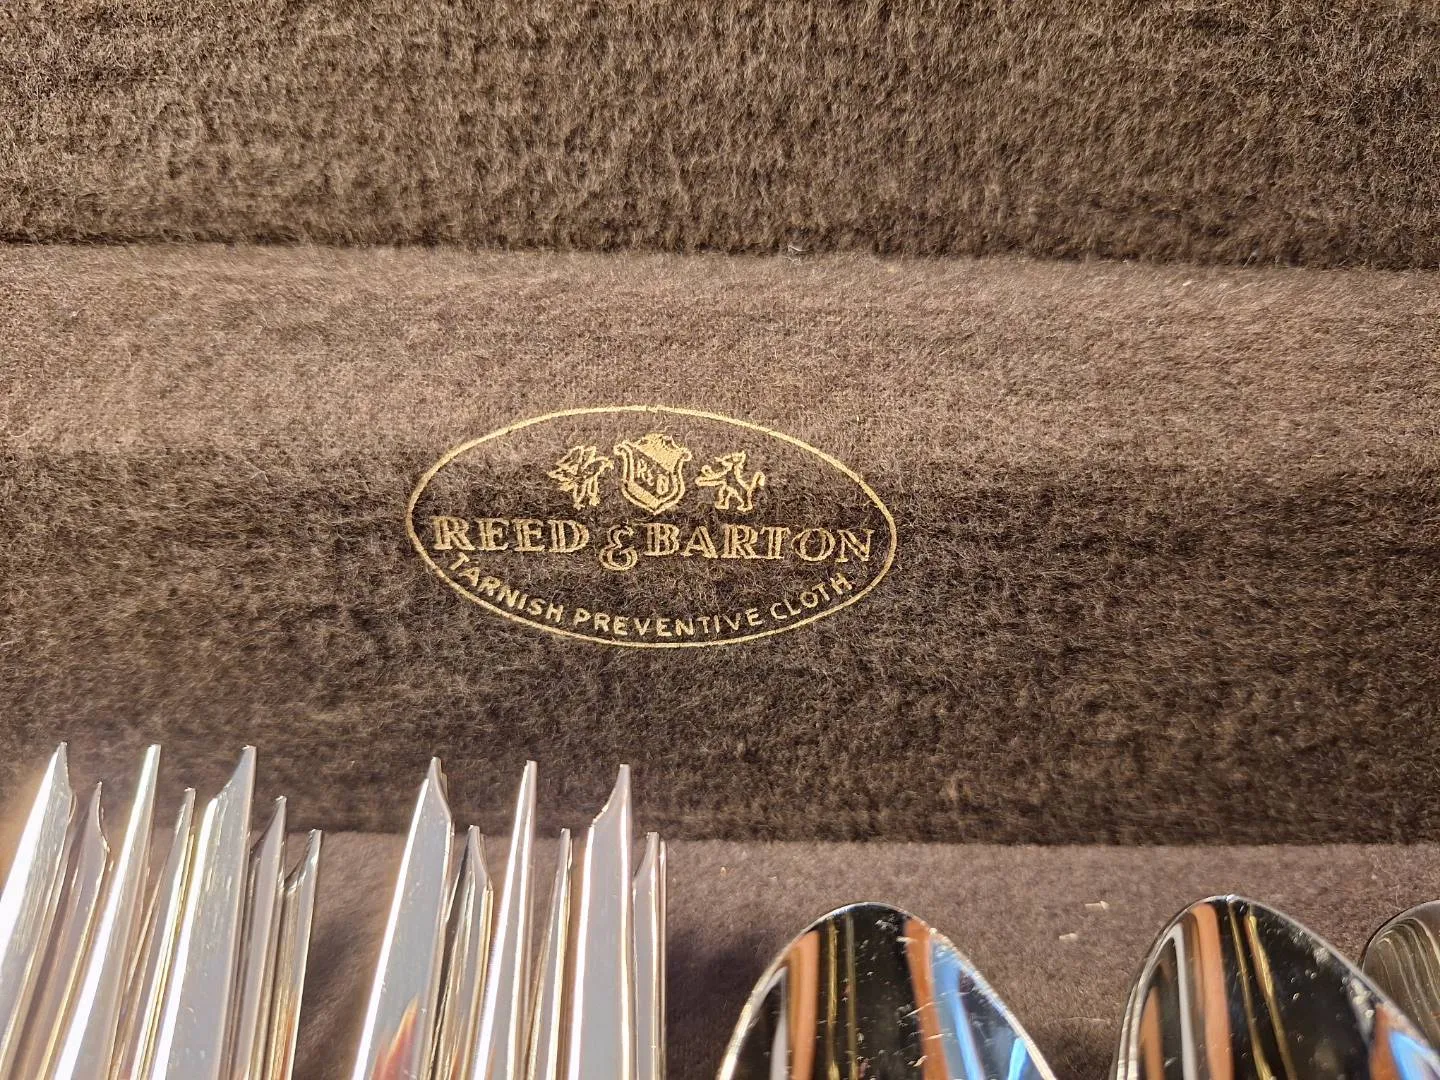 R&B
REED & BARTON
TARNISH PREVENTIVE CLOTH